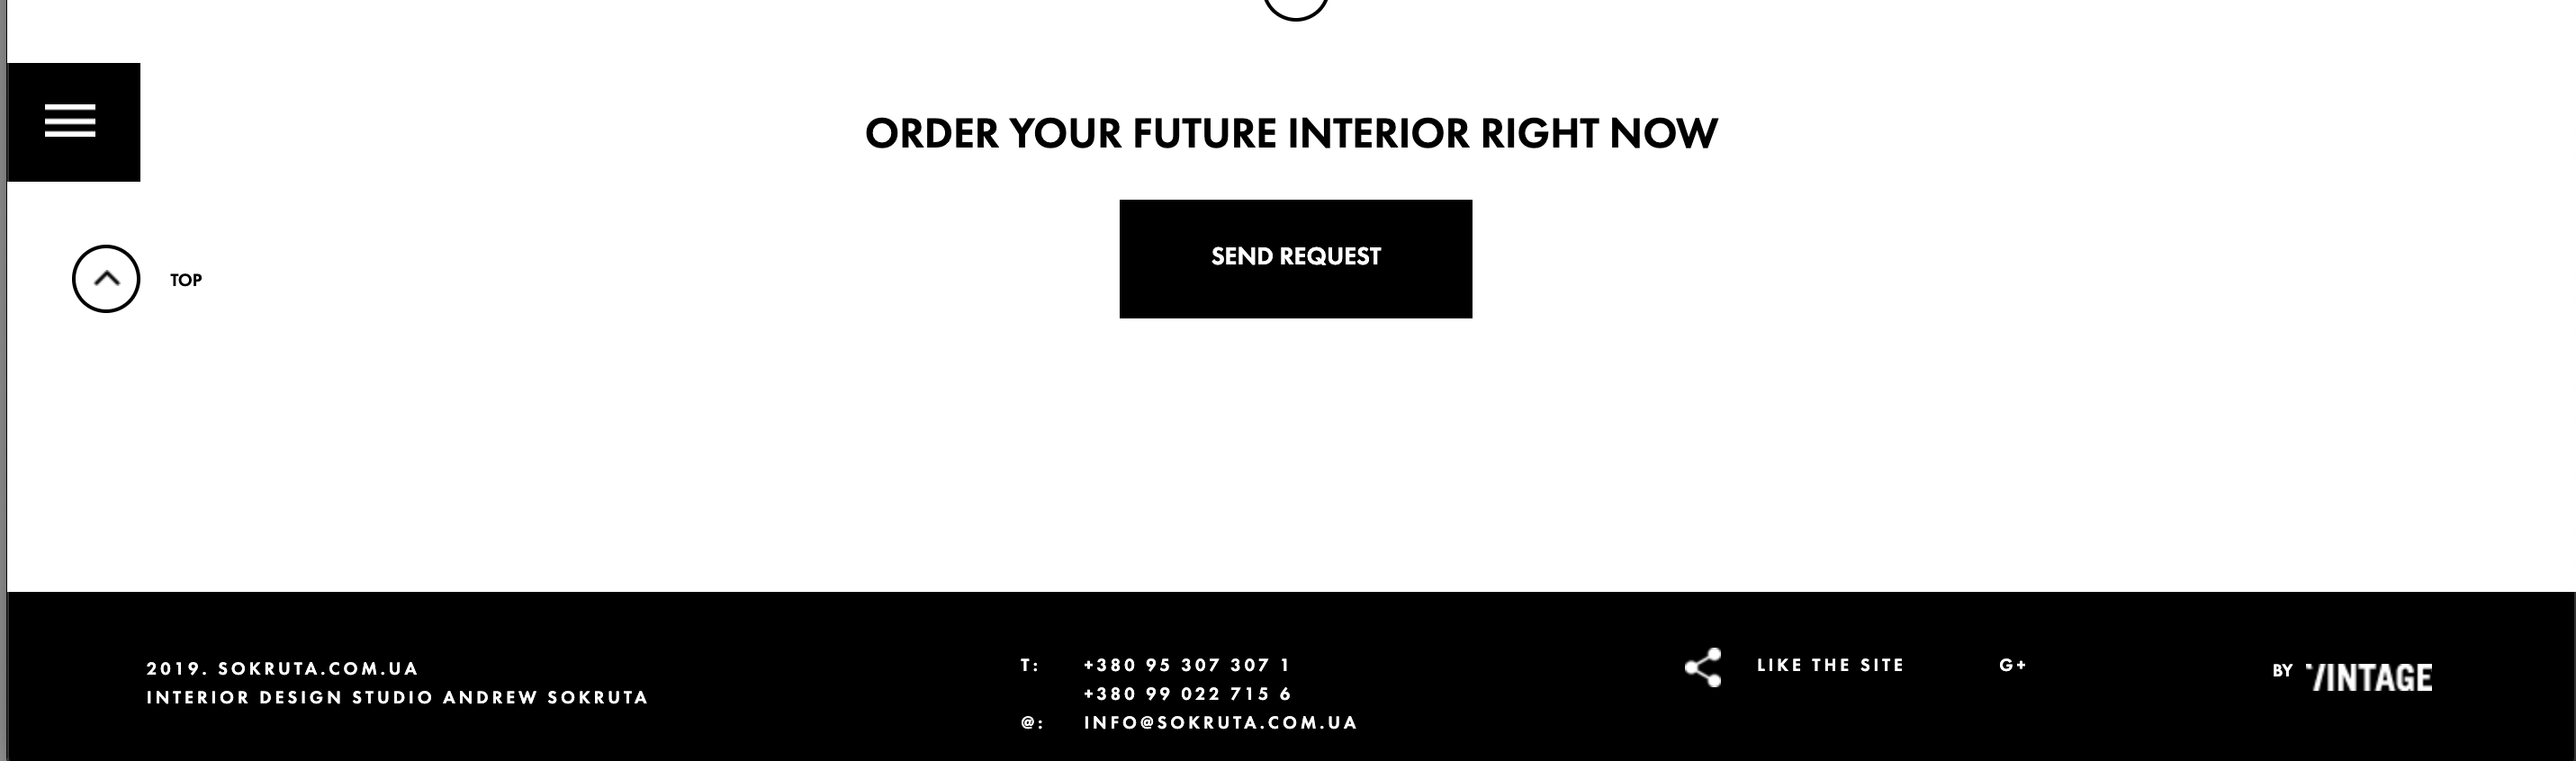 ORDER YOUR FUTURE INTERIOR RIGHT NOW
SEND REQUEST
TOP
2019. SOKRUTA.COM.UA
INTERIOR DESIGN STUDIO ANDREW SOKRUTA
T: +380 95 307 307 1
+380 99 022 715 6
@: INFO@SOKRUTA.COM.UA
LIKE THE SITE
G+
BY VINTAGE